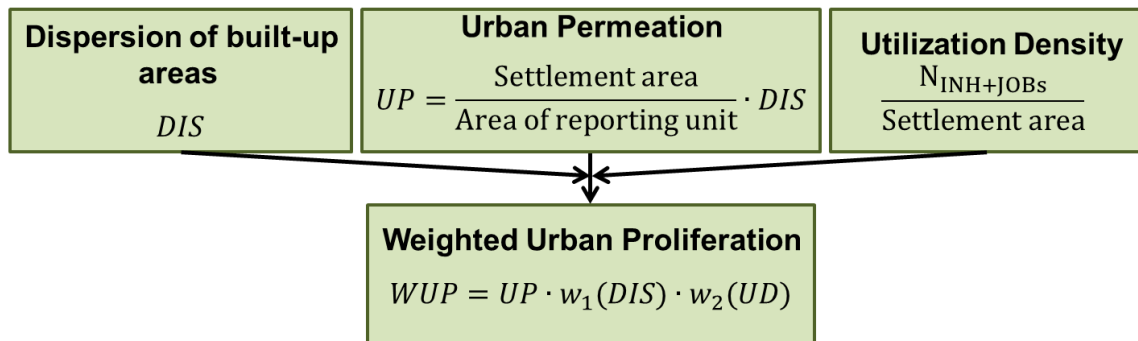 Dispersion of built-up
areas
DIS
Urban Permeation
UP = Settlement area / Area of reporting unit · DIS
Utilization Density
N_INH+JOBs / Settlement area
Weighted Urban Proliferation
WUP = UP · w₁(DIS) · w₂(UD)